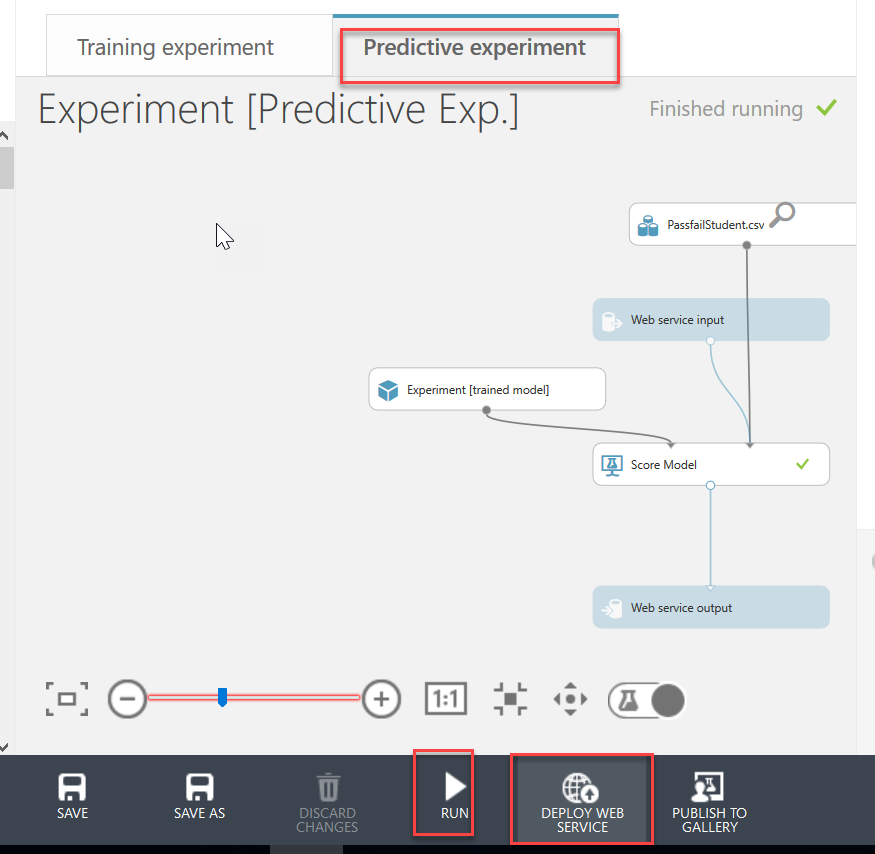 Training experiment
Predictive experiment
Experiment [Predictive Exp.]
Finished running
PassfailStudent.csv
Web service input
Experiment [trained model]
Score Model
Web service output
1:1
SAVE
SAVE AS
DISCARD
CHANGES
RUN
DEPLOY WEB
SERVICE
PUBLISH TO
GALLERY